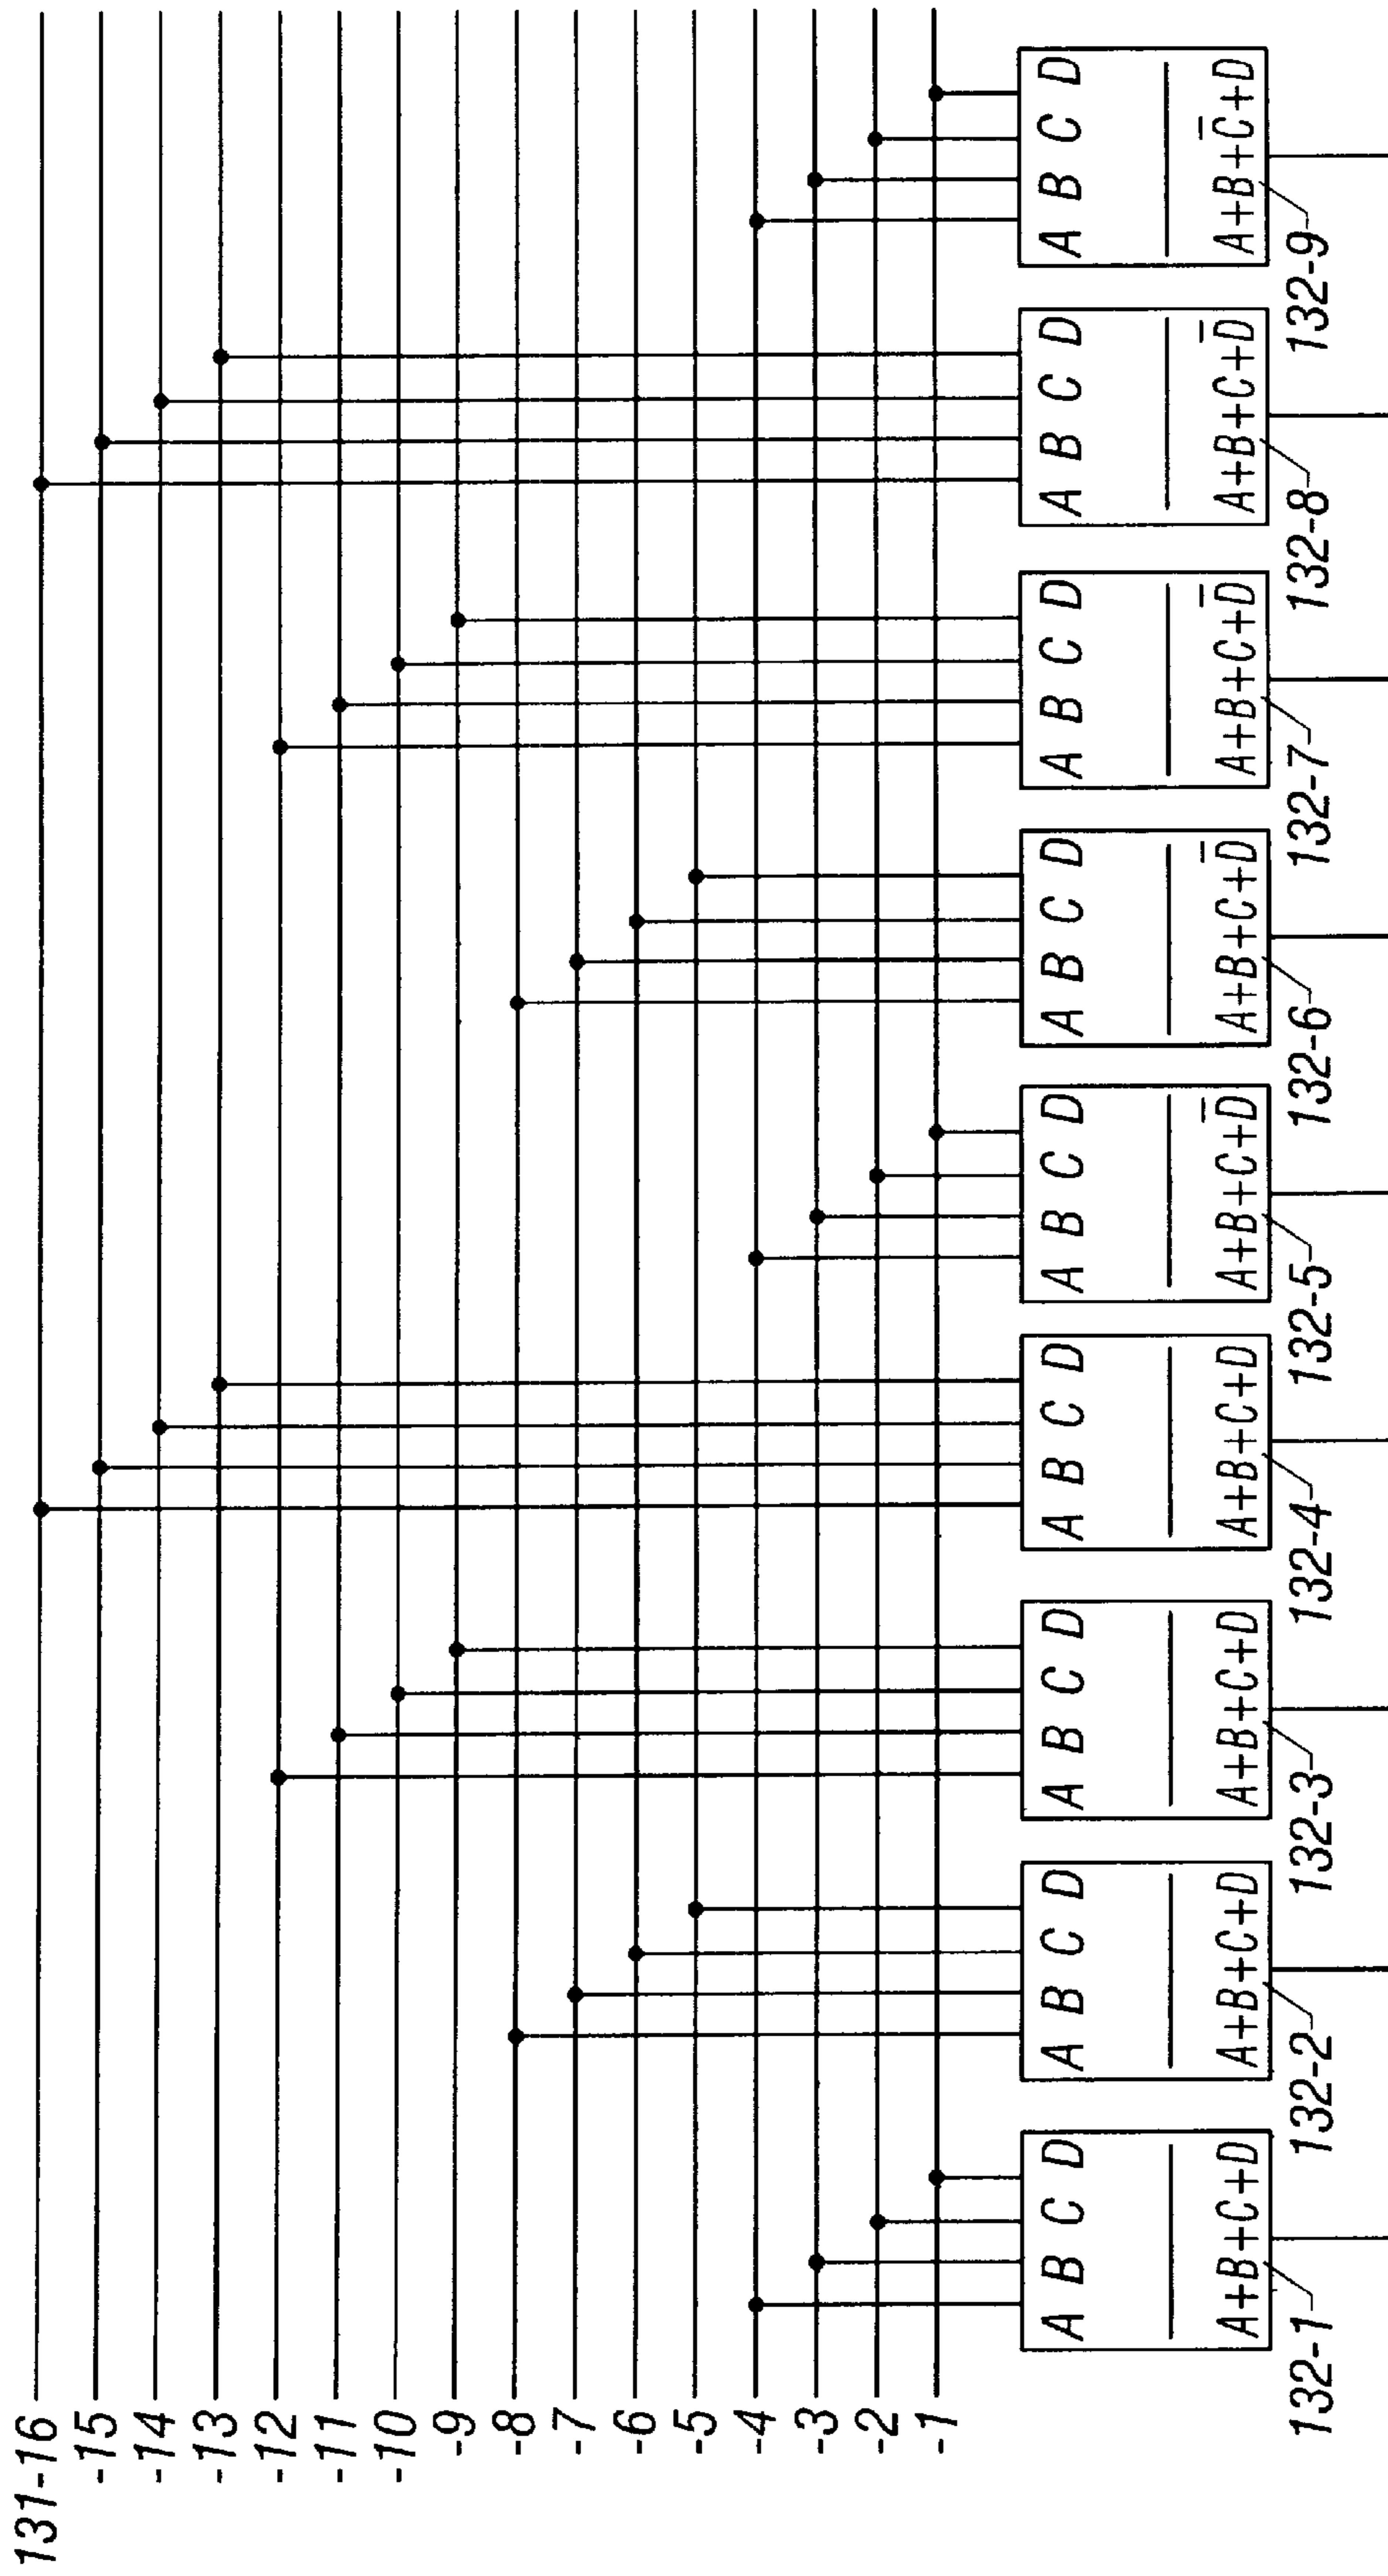 131-16
-15
-14
-13
-12
-11
-10
-9
-8
-7
-6
-5
-4
-3
-2
-1
A B C D
A B C D
A B C D
A B C D
A B C D
A B C D
A B C D
A B C D
A B C D
A+B+C+D
A+B+C+D
A+B+C+D
A+B+C+D
A+B+C+D̅
A+B+C+D̅
A+B+C+D̅
A+B+C+D̅
A+B+C̅+D
132-1
132-2
132-3
132-4
132-5
132-6
132-7
132-8
132-9